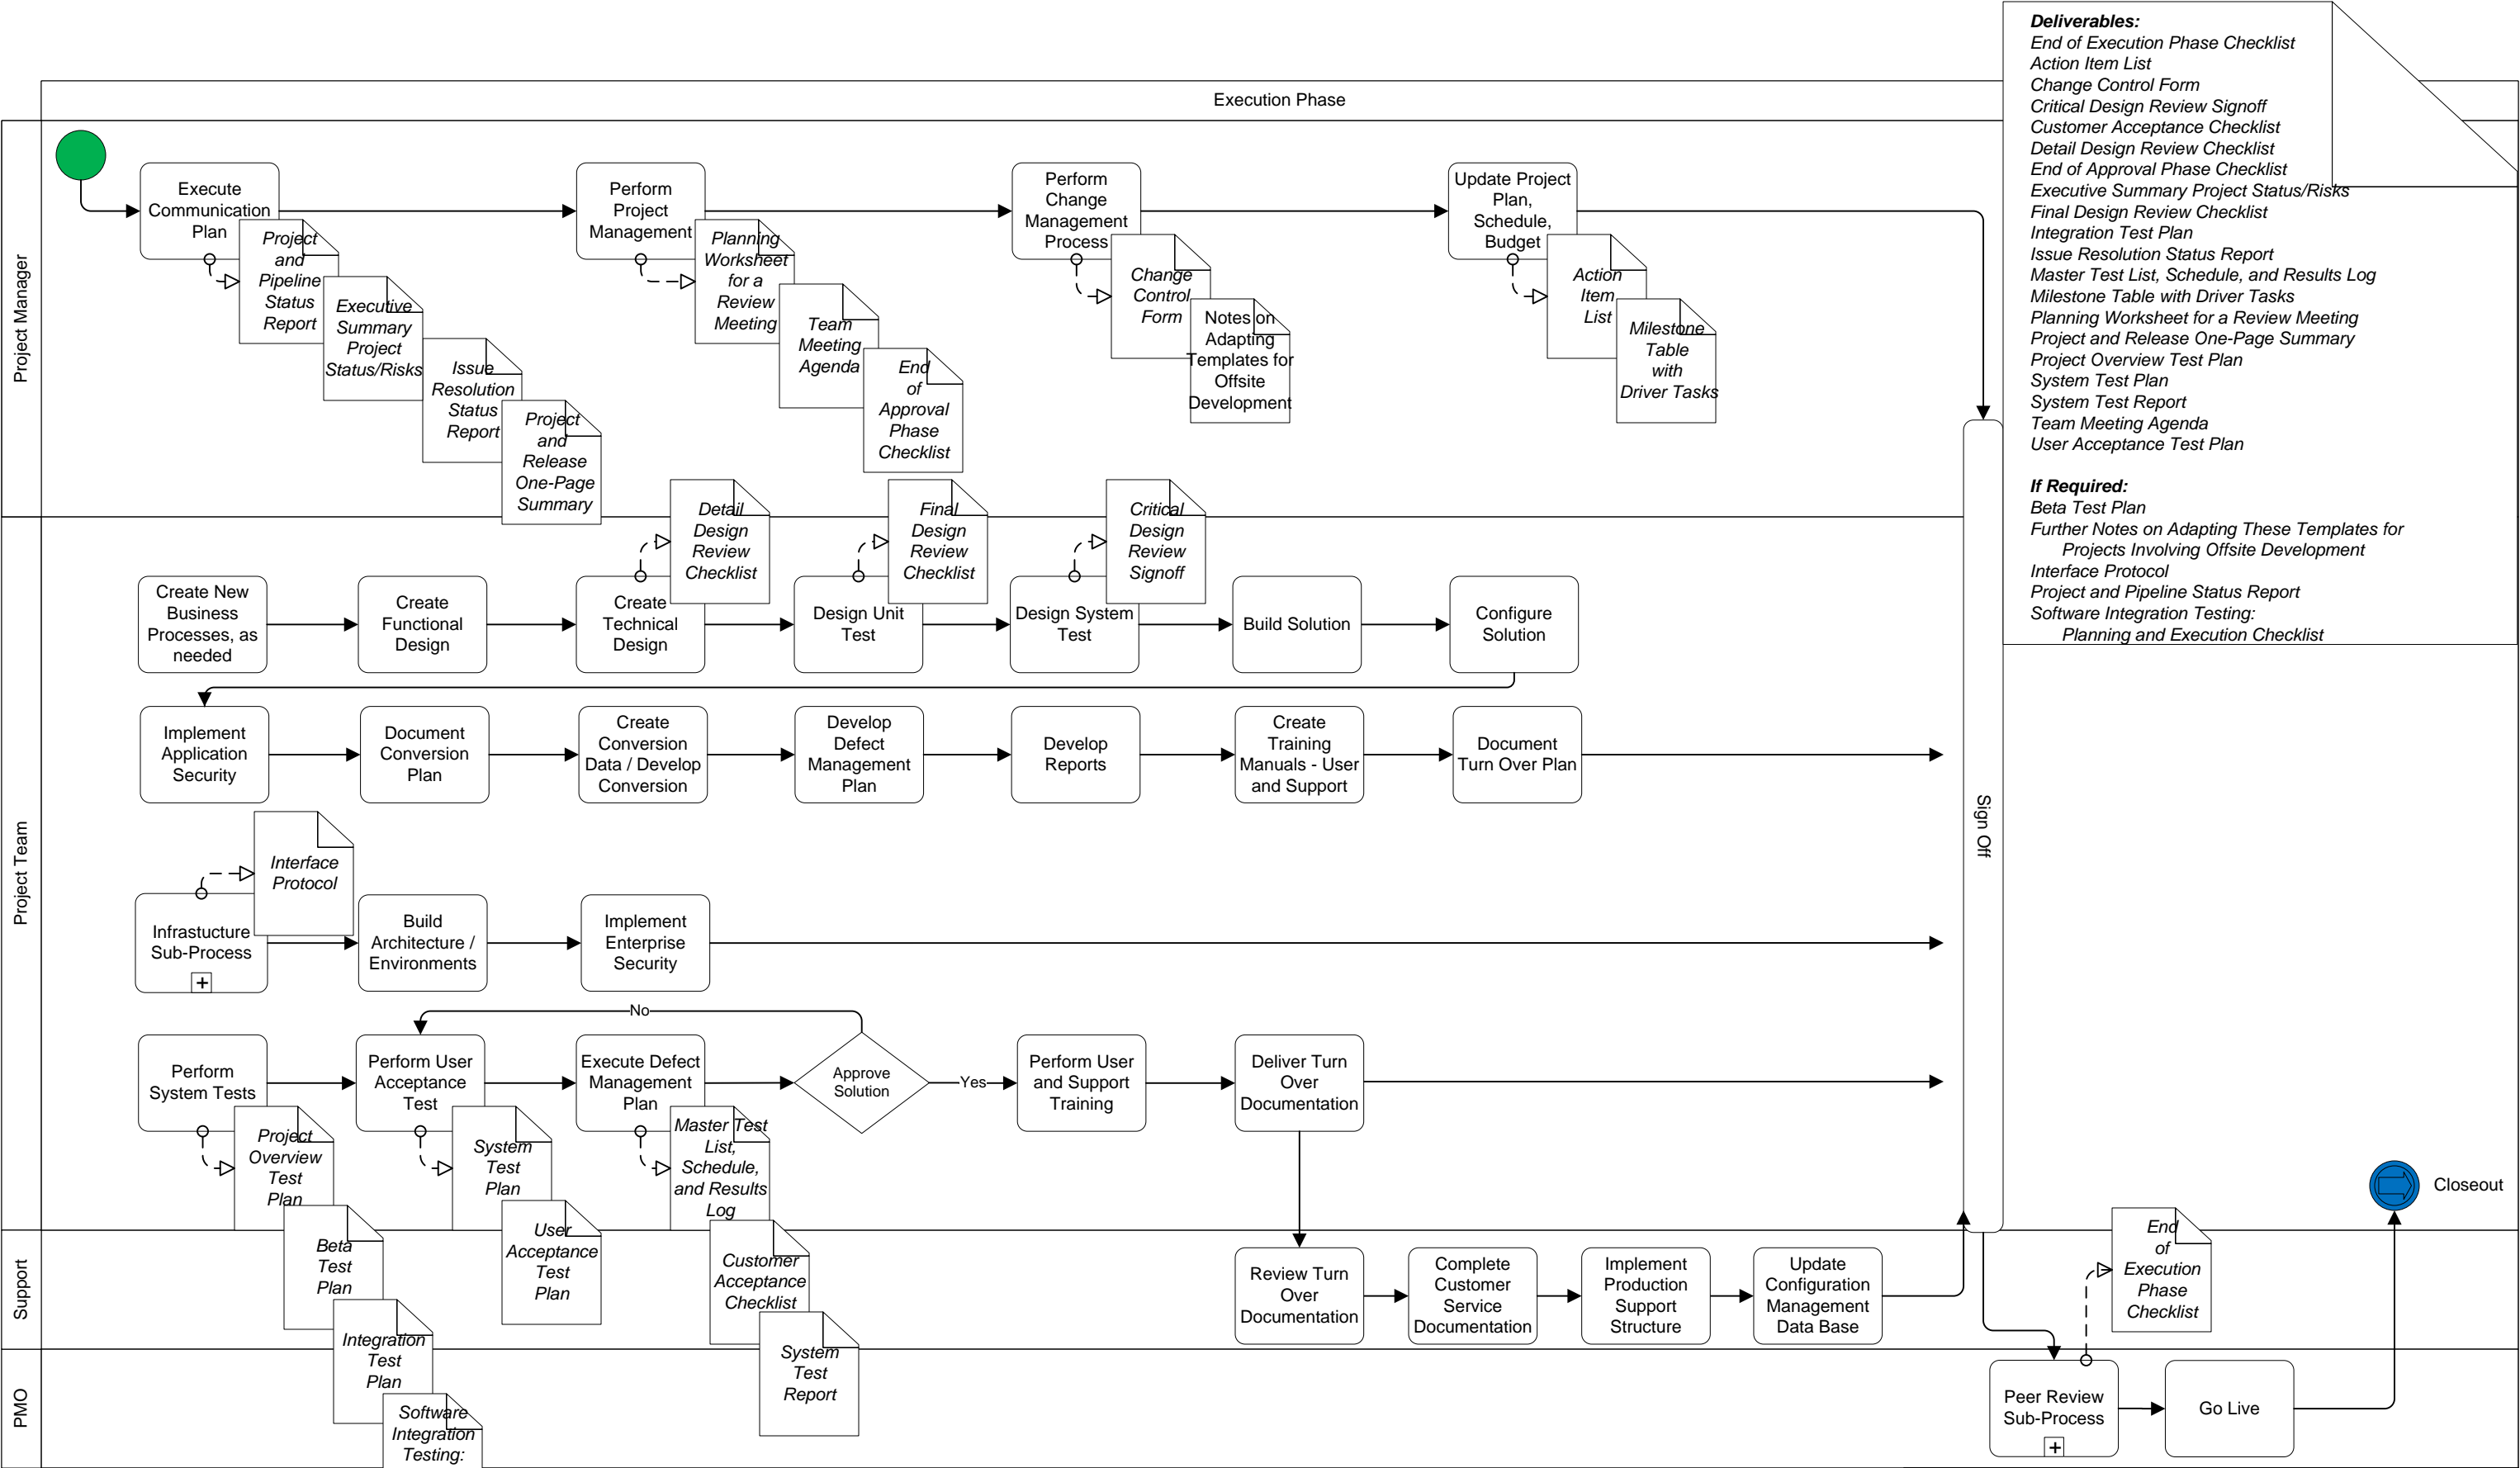 Deliverables:
End of Execution Phase Checklist
Action Item List
Change Control Form
Critical Design Review Signoff
Customer Acceptance Checklist
Detail Design Review Checklist
End of Approval Phase Checklist
Executive Summary Project Status/Risks
Final Design Review Checklist
Integration Test Plan
Issue Resolution Status Report
Master Test List, Schedule, and Results Log
Milestone Table with Driver Tasks
Planning Worksheet for a Review Meeting
Project and Release One-Page Summary
Project Overview Test Plan
System Test Plan
System Test Report
Team Meeting Agenda
User Acceptance Test Plan
If Required:
Beta Test Plan
Further Notes on Adapting These Templates for
Projects Involving Offsite Development
Interface Protocol
Project and Pipeline Status Report
Software Integration Testing:
Planning and Execution Checklist
Execution Phase
Project Manager
Execute
Communication
Plan
Project
and
Pipeline
Status
Report
Executive
Summary
Project
Status/Risks
Issue
Resolution
Status
Report
Project
and
Release
One-Page
Summary
Perform
Project
Management
Planning
Worksheet
for a
Review
Meeting
Team
Meeting
Agenda
End
of
Approval
Phase
Checklist
Perform
Change
Management
Process
Change
Control
Form
Notes on
Adapting
Templates for
Offsite
Development
Update Project
Plan,
Schedule,
Budget
Action
Item
List
Milestone
Table
with
Driver Tasks
Sign Off
Project Team
Detail
Design
Review
Checklist
Final
Design
Review
Checklist
Critical
Design
Review
Signoff
Create New
Business
Processes, as
needed
Create
Functional
Design
Create
Technical
Design
Design Unit
Test
Design System
Test
Build Solution
Configure
Solution
Implement
Application
Security
Document
Conversion
Plan
Create
Conversion
Data / Develop
Conversion
Develop
Defect
Management
Plan
Develop
Reports
Create
Training
Manuals - User
and Support
Document
Turn Over Plan
Interface
Protocol
Infrastucture
Sub-Process
Build
Architecture /
Environments
Implement
Enterprise
Security
No
Perform
System Tests
Perform User
Acceptance
Test
Execute Defect
Management
Plan
Approve
Solution
Yes
Perform User
and Support
Training
Deliver Turn
Over
Documentation
Project
Overview
Test
Plan
Beta
Test
Plan
Integration
Test
Plan
Software
Integration
Testing:
System
Test
Plan
User
Acceptance
Test
Plan
Master Test
List,
Schedule,
and Results
Log
Customer
Acceptance
Checklist
System
Test
Report
Closeout
Support
Review Turn
Over
Documentation
Complete
Customer
Service
Documentation
Implement
Production
Support
Structure
Update
Configuration
Management
Data Base
End
of
Execution
Phase
Checklist
PMO
Peer Review
Sub-Process
Go Live